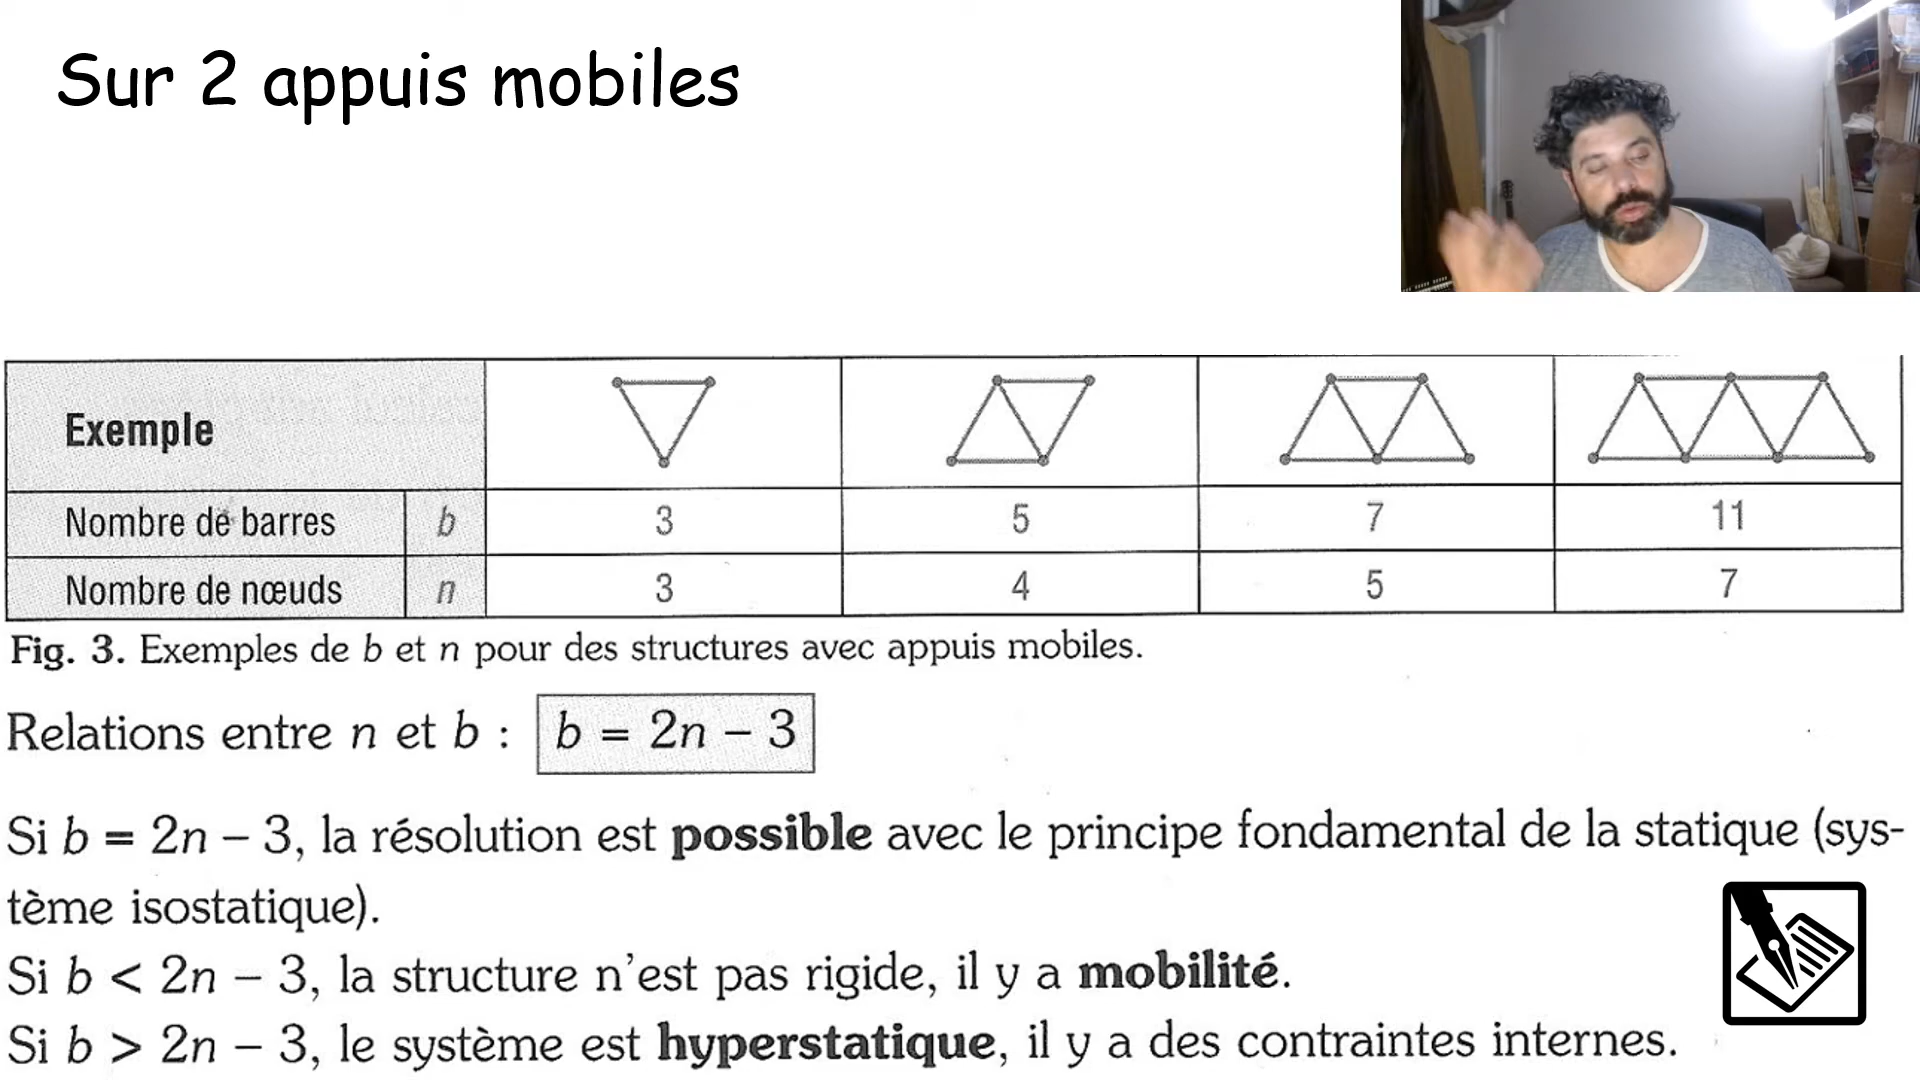 Sur 2 appuis mobiles
Exemple
Nombre de barres b 3 5 7 11
Nombre de nœuds n 3 4 5 7
Fig. 3. Exemples de b et n pour des structures avec appuis mobiles.
Relations entre n et b : b = 2n – 3
Si b = 2n – 3, la résolution est possible avec le principe fondamental de la statique (sys-
tème isostatique).
Si b < 2n – 3, la structure n'est pas rigide, il y a mobilité.
Si b > 2n – 3, le système est hyperstatique, il y a des contraintes internes.